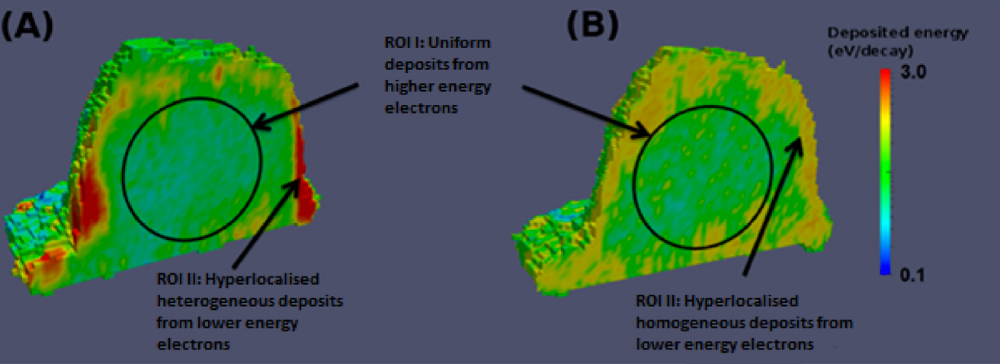 (A)
ROI I: Uniform
deposits from
higher energy
electrons
(B)
Deposited energy
(eV/decay)
3.0
0.1
ROI II: Hyperlocalised
heterogeneous deposits
from lower energy
electrons
ROI II: Hyperlocalised
homogeneous deposits from
lower energy electrons